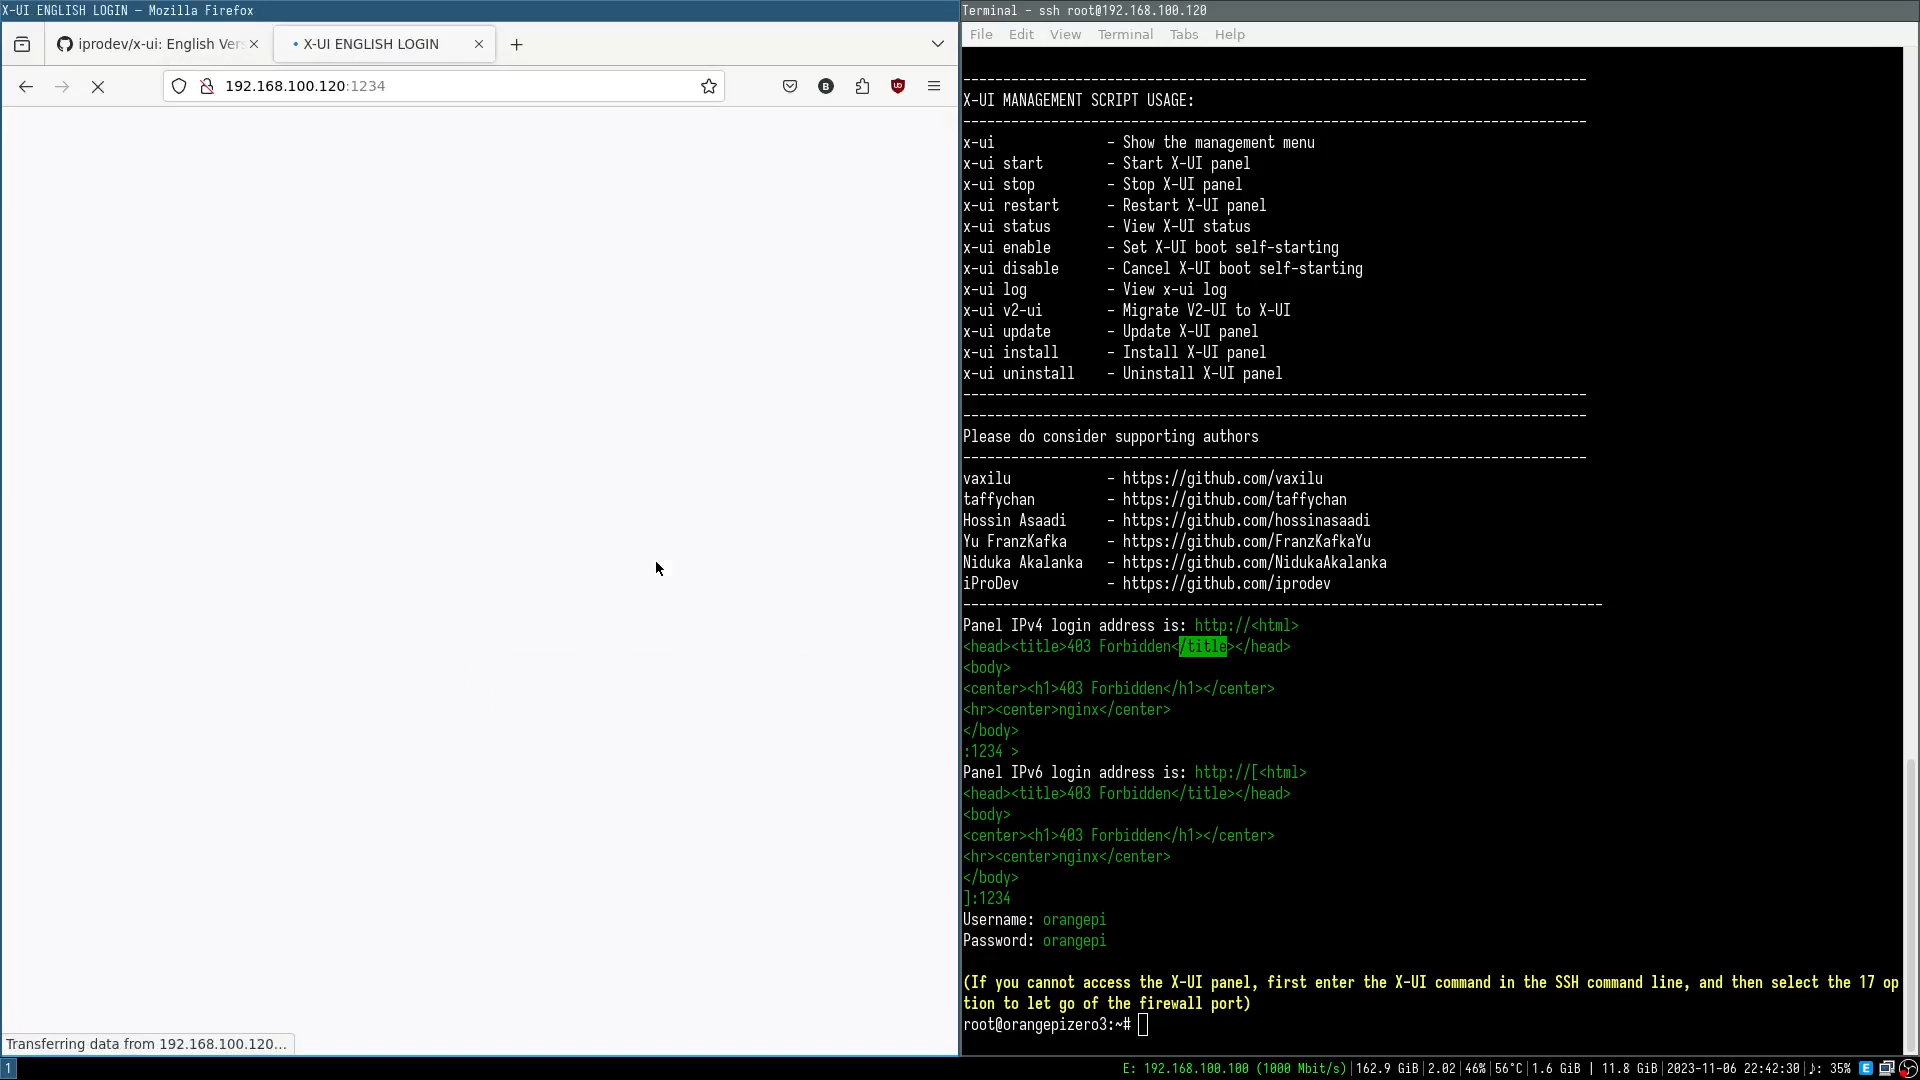 X-UI ENGLISH LOGIN — Mozilla Firefox
iprodev/x-ui: English Vers
X-UI ENGLISH LOGIN
192.168.100.120:1234
Transferring data from 192.168.100.120...
Terminal - ssh root@192.168.100.120
File Edit View Terminal Tabs Help
------------------------------------------------------------------------------
X-UI MANAGEMENT SCRIPT USAGE:
------------------------------------------------------------------------------
x-ui              - Show the management menu
x-ui start        - Start X-UI panel
x-ui stop         - Stop X-UI panel
x-ui restart      - Restart X-UI panel
x-ui status       - View X-UI status
x-ui enable       - Set X-UI boot self-starting
x-ui disable      - Cancel X-UI boot self-starting
x-ui log          - View x-ui log
x-ui v2-ui        - Migrate V2-UI to X-UI
x-ui update       - Update X-UI panel
x-ui install      - Install X-UI panel
x-ui uninstall    - Uninstall X-UI panel
------------------------------------------------------------------------------
------------------------------------------------------------------------------
Please do consider supporting authors
------------------------------------------------------------------------------
vaxilu            - https://github.com/vaxilu
taffychan         - https://github.com/taffychan
Hossin Asaadi     - https://github.com/hossinasaadi
Yu FranzKafka     - https://github.com/FranzKafkaYu
Niduka Akalanka   - https://github.com/NidukaAkalanka
iProDev           - https://github.com/iprodev
--------------------------------------------------------------------------------
Panel IPv4 login address is: http://<html>
<head><title>403 Forbidden</title></head>
<body>
<center><h1>403 Forbidden</h1></center>
<hr><center>nginx</center>
</body>
:1234 >
Panel IPv6 login address is: http://[<html>
<head><title>403 Forbidden</title></head>
<body>
<center><h1>403 Forbidden</h1></center>
<hr><center>nginx</center>
</body>
]:1234
Username: orangepi
Password: orangepi
(If you cannot access the X-UI panel, first enter the X-UI command in the SSH command line, and then select the 17 op
tion to let go of the firewall port)
root@orangepizero3:~#
1
E: 192.168.100.100 (1000 Mbit/s)|162.9 GiB|2.02|46%|56°C|1.6 GiB | 11.8 GiB|2023-11-06 22:42:30|♪: 35% E